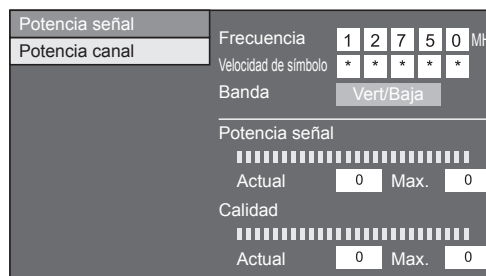 Potencia señal
Potencia canal
Frecuencia 1 2 7 5 0 MH
Velocidad de símbolo * * * * *
Banda Vert/Baja
Potencia señal
Actual 0 Max. 0
Calidad
Actual 0 Max. 0